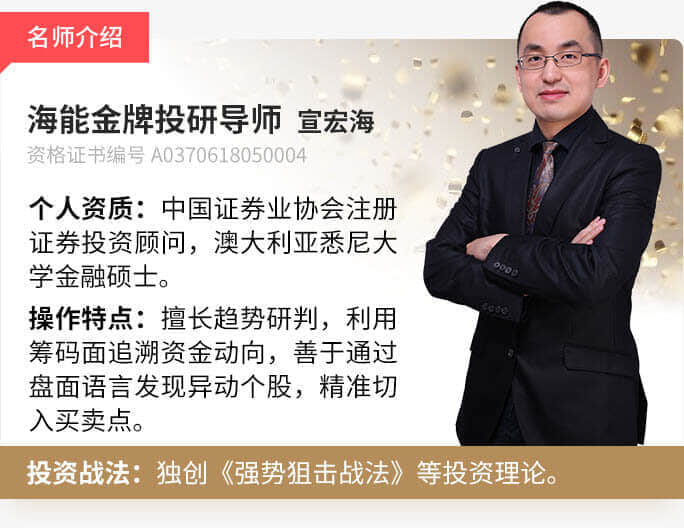 名师介绍
海能金牌投研导师 宣宏海
资格证书编号 A0370618050004
个人资质：中国证券业协会注册
证券投资顾问，澳大利亚悉尼大
学金融硕士。
操作特点：擅长趋势研判，利用
筹码面追溯资金动向，善于通过
盘面语言发现异动个股，精准切
入买卖点。
投资战法：独创《强势狙击战法》等投资理论。